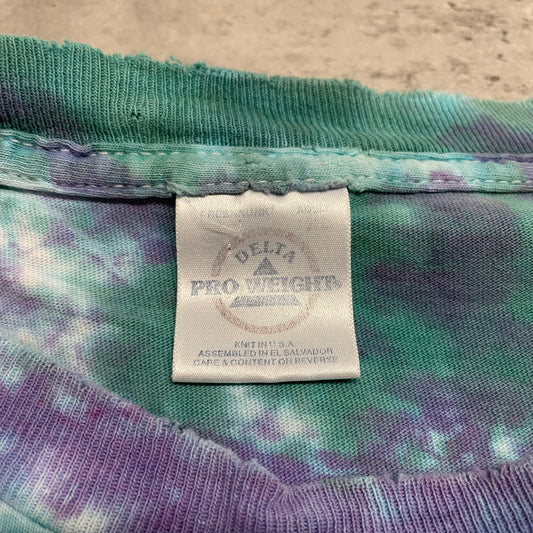 DELTA
PRO WEIGHT®
KNIT IN U.S.A
ASSEMBLED IN EL SALVADOR
CARE & CONTENT ON REVERSE